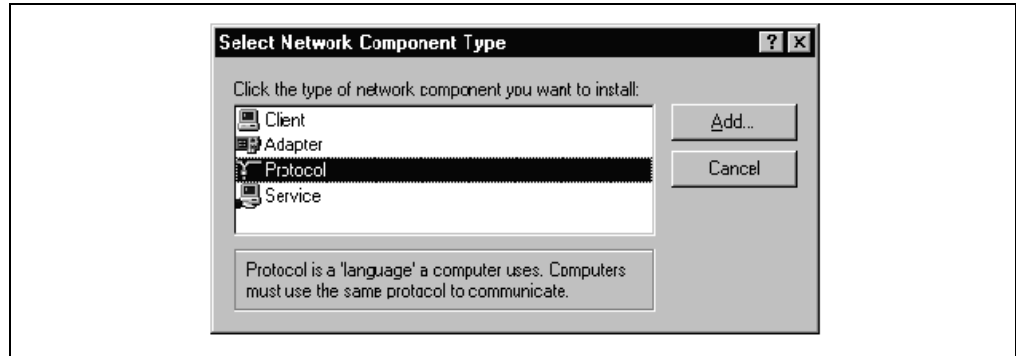 Select Network Component Type
Click the type of network component you want to install:
Client
Adapter
Protocol
Service
Add...
Cancel
Protocol is a 'language' a computer uses. Computers
must use the same protocol to communicate.